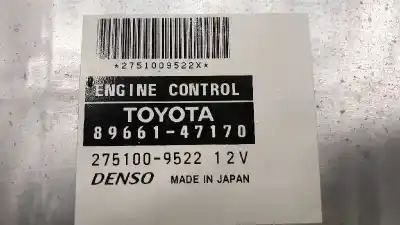 *2751009522X*
ENGINE CONTROL
TOYOTA
89661-47170
275100-9522 12V
DENSO MADE IN JAPAN